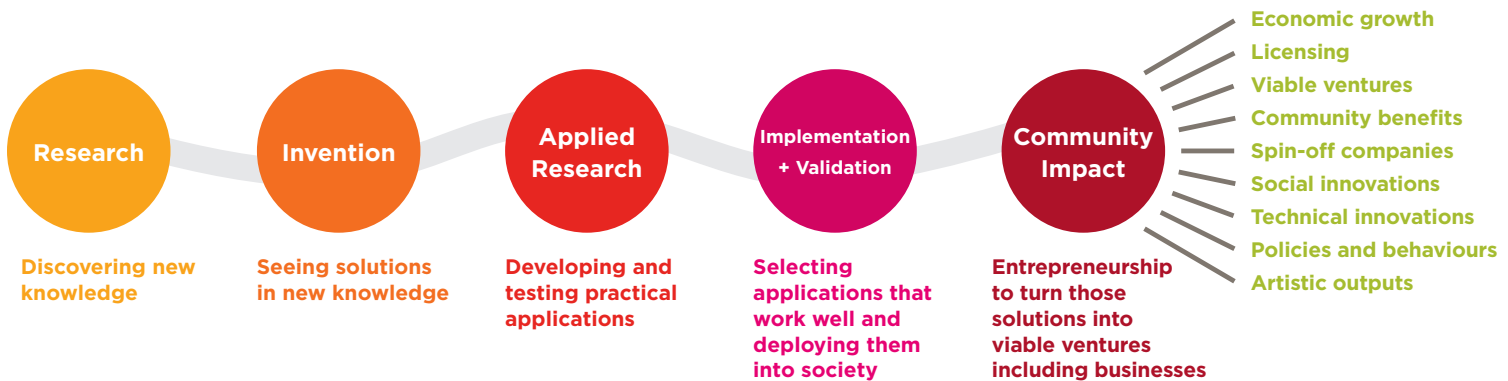 Research
Discovering new
knowledge
Invention
Seeing solutions
in new knowledge
Applied
Research
Developing and
testing practical
applications
Implementation
+ Validation
Selecting
applications that
work well and
deploying them
into society
Community
Impact
Entrepreneurship
to turn those
solutions into
viable ventures
including businesses
Economic growth
Licensing
Viable ventures
Community benefits
Spin-off companies
Social innovations
Technical innovations
Policies and behaviours
Artistic outputs